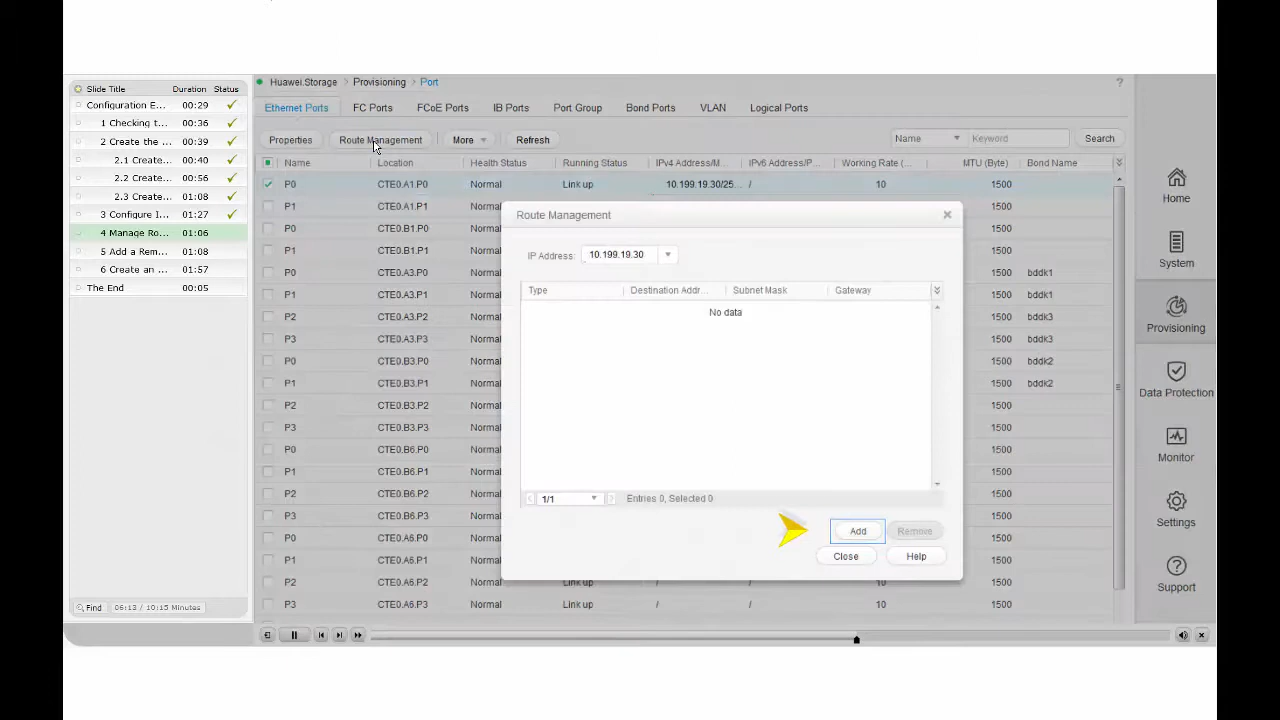 Slide Title Duration Status
Configuration E... 00:29
1 Checking t... 00:36
2 Create the ... 00:39
2.1 Create... 00:40
2.2 Create... 00:56
2.3 Create... 01:08
3 Configure I... 01:27
4 Manage Ro... 01:06
5 Add a Rem... 01:08
6 Create an ... 01:57
The End 00:05
Find 06:13 / 10:15 Minutes
Huawei.Storage > Provisioning > Port ?
Ethernet Ports FC Ports FCoE Ports IB Ports Port Group Bond Ports VLAN Logical Ports
Properties Route Management More Refresh Name Keyword Search
Name Location Health Status Running Status IPv4 Address/M... IPv6 Address/P... Working Rate (... MTU (Byte) Bond Name
P0 CTE0.A1.P0 Normal Link up 10.199.19.30/25... / 10 1500
P1 CTE0.A1.P1 Normal 1500
P0 CTE0.B1.P0 Normal 1500
P1 CTE0.B1.P1 Normal 1500
P0 CTE0.A3.P0 Normal 1500 bddk1
P1 CTE0.A3.P1 Normal 1500 bddk1
P2 CTE0.A3.P2 Normal 1500 bddk3
P3 CTE0.A3.P3 Normal 1500 bddk3
P0 CTE0.B3.P0 Normal 1500 bddk2
P1 CTE0.B3.P1 Normal 1500 bddk2
P2 CTE0.B3.P2 Normal 1500
P3 CTE0.B3.P3 Normal 1500
P0 CTE0.B6.P0 Normal 1500
P1 CTE0.B6.P1 Normal 1500
P2 CTE0.B6.P2 Normal 1500
P3 CTE0.B6.P3 Normal 1500
P0 CTE0.A6.P0 Normal 1500
P1 CTE0.A6.P1 Normal 1500
P2 CTE0.A6.P2 Normal Link up / / 10 1500
P3 CTE0.A6.P3 Normal Link up / / 10 1500
Route Management
IP Address: 10.199.19.30
Type Destination Addr... Subnet Mask Gateway
No data
1/1 Entries 0, Selected 0
Add Remove
Close Help
Home
System
Provisioning
Data Protection
Monitor
Settings
Support